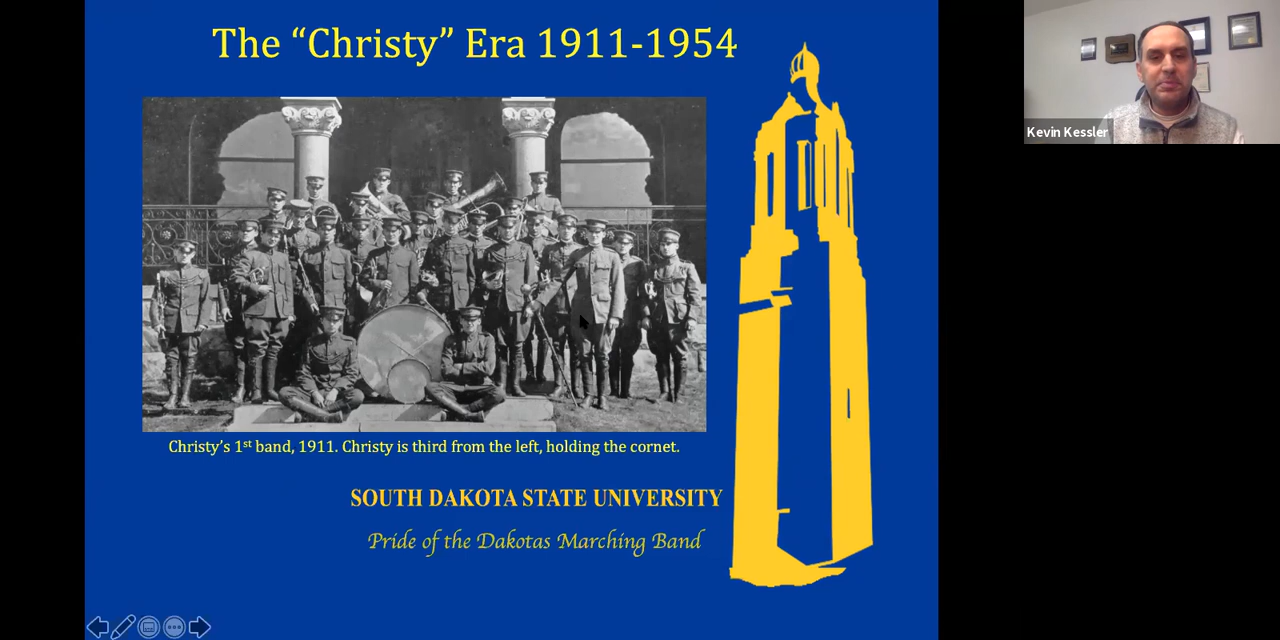 The “Christy” Era 1911-1954
Kevin Kessler
Christy’s 1st band, 1911. Christy is third from the left, holding the cornet.
SOUTH DAKOTA STATE UNIVERSITY
Pride of the Dakotas Marching Band